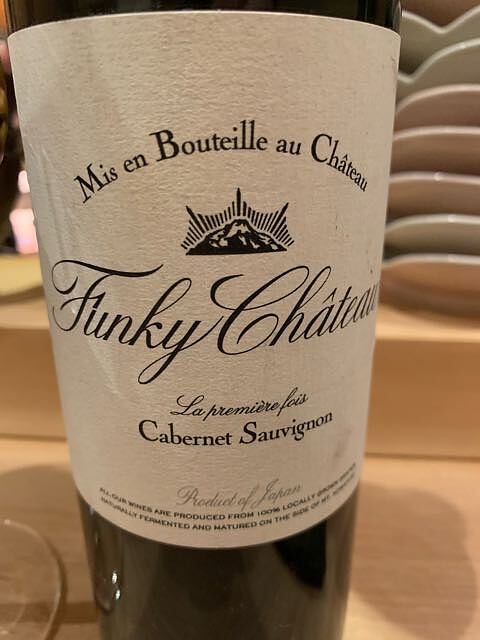 Mis en Bouteille au Château
Funky Château
La première fois
Cabernet Sauvignon
Product of Japan
ALL OUR WINES ARE PRODUCED FROM 100% LOCALLY GROWN
NATURALLY FERMENTED AND MATURED ON THE SIDE OF MT.